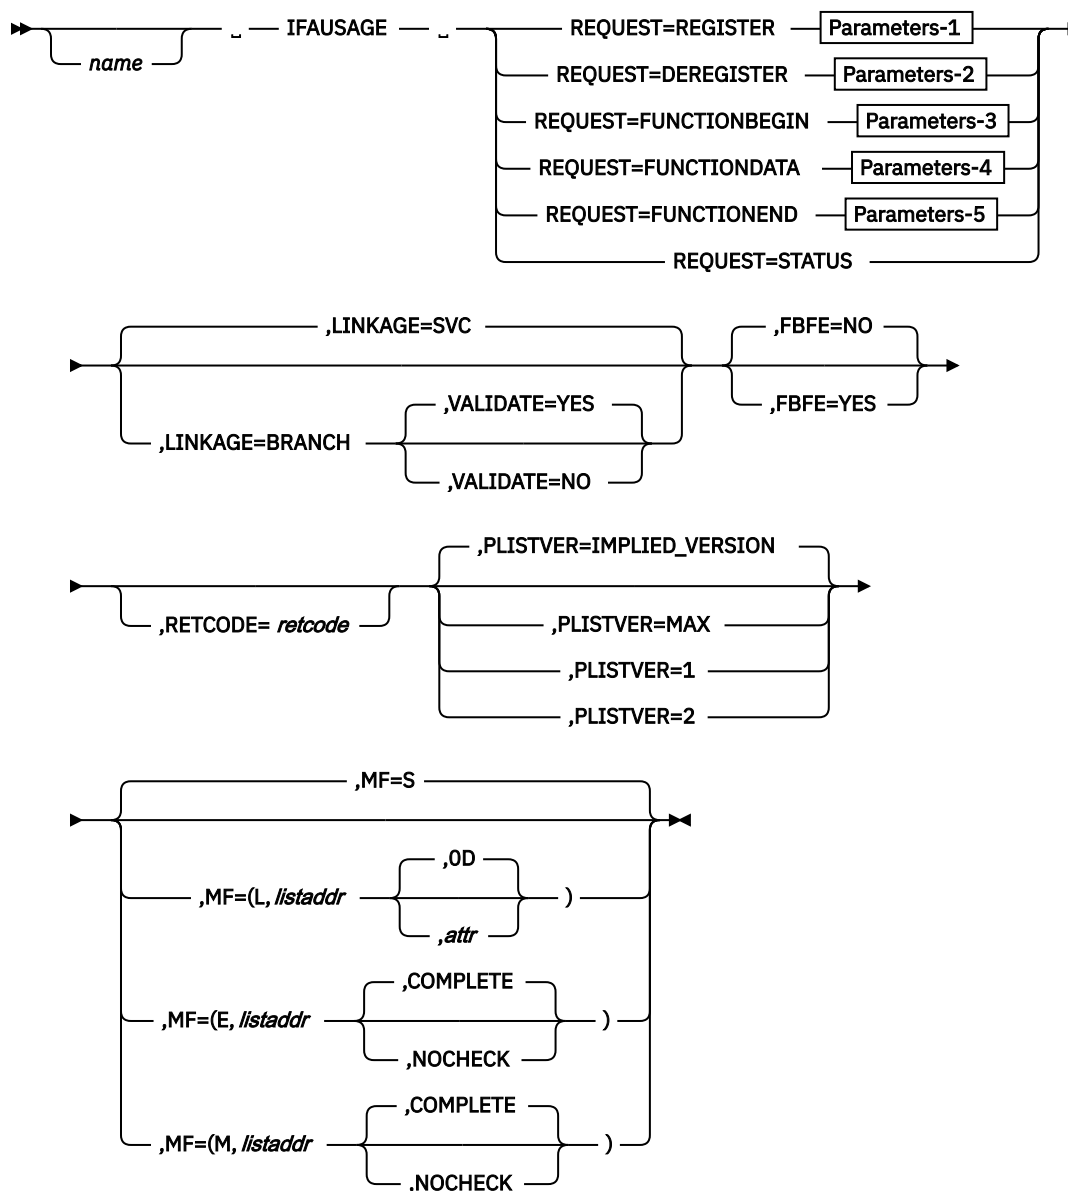 name ␣ IFAUSAGE ␣ REQUEST=REGISTER Parameters-1
REQUEST=DEREGISTER Parameters-2
REQUEST=FUNCTIONBEGIN Parameters-3
REQUEST=FUNCTIONDATA Parameters-4
REQUEST=FUNCTIONEND Parameters-5
REQUEST=STATUS
,LINKAGE=SVC
,LINKAGE=BRANCH
,VALIDATE=YES
,VALIDATE=NO
,FBFE=NO
,FBFE=YES
,RETCODE= retcode
,PLISTVER=IMPLIED_VERSION
,PLISTVER=MAX
,PLISTVER=1
,PLISTVER=2
,MF=S
,MF=(L, listaddr ,0D ,attr )
,MF=(E, listaddr ,COMPLETE ,NOCHECK )
,MF=(M, listaddr ,COMPLETE ,NOCHECK )